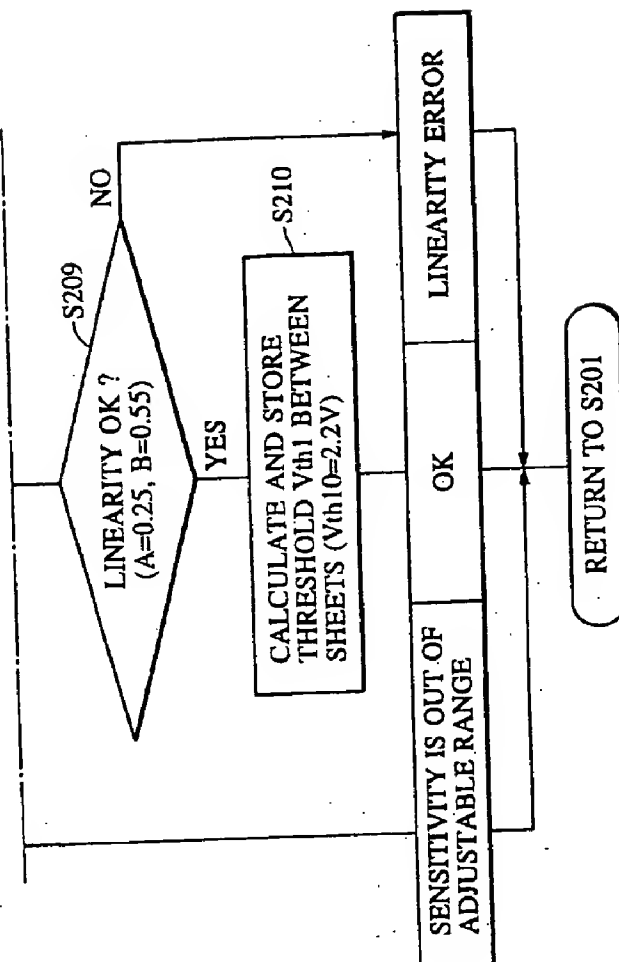 S209
LINEARITY OK ?
(A=0.25, B=0.55)
NO
YES
S210
CALCULATE AND STORE
THRESHOLD Vth1 BETWEEN
SHEETS (Vth10=2.2V)
SENSITIVITY IS OUT OF
ADJUSTABLE RANGE
OK
LINEARITY ERROR
RETURN TO S201